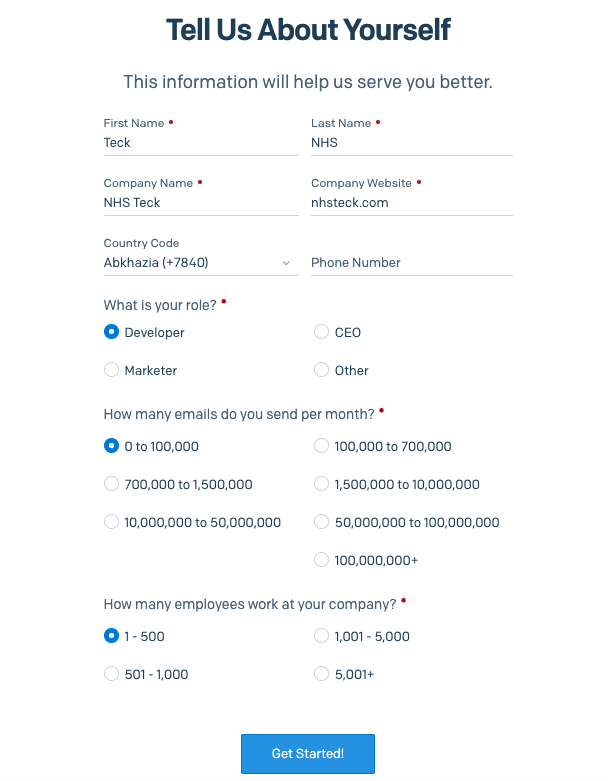 Tell Us About Yourself
This information will help us serve you better.
First Name • Last Name •
Teck NHS
Company Name • Company Website •
NHS Teck nhsteck.com
Country Code
Abkhazia (+7840) Phone Number
What is your role? •
Developer CEO
Marketer Other
How many emails do you send per month? •
0 to 100,000 100,000 to 700,000
700,000 to 1,500,000 1,500,000 to 10,000,000
10,000,000 to 50,000,000 50,000,000 to 100,000,000
100,000,000+
How many employees work at your company? •
1 - 500 1,001 - 5,000
501 - 1,000 5,001+
Get Started!